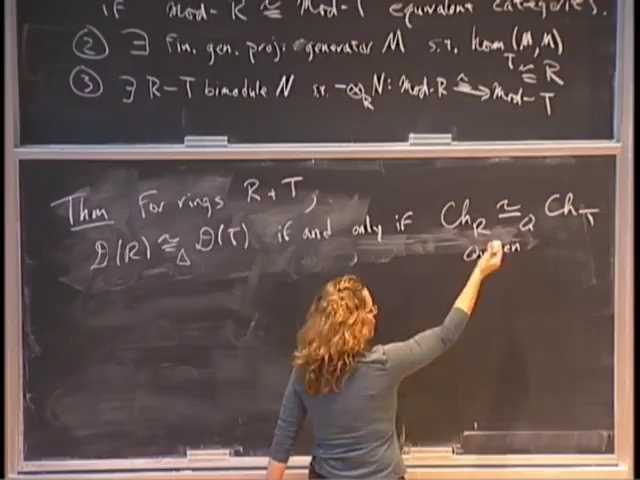 if mod-R ≅ Mod-T equivalent categories.
② ∃ fin. gen. proj. generator M s.t. hom_T(M,M) ≅ R
③ ∃ R-T bimodule N s.t. -⊗_R N: mod-R ≅→ mod-T
Thm For rings R + T,
D(R) ≅_Δ D(T) if and only if Ch_R ≃_Q Ch_T